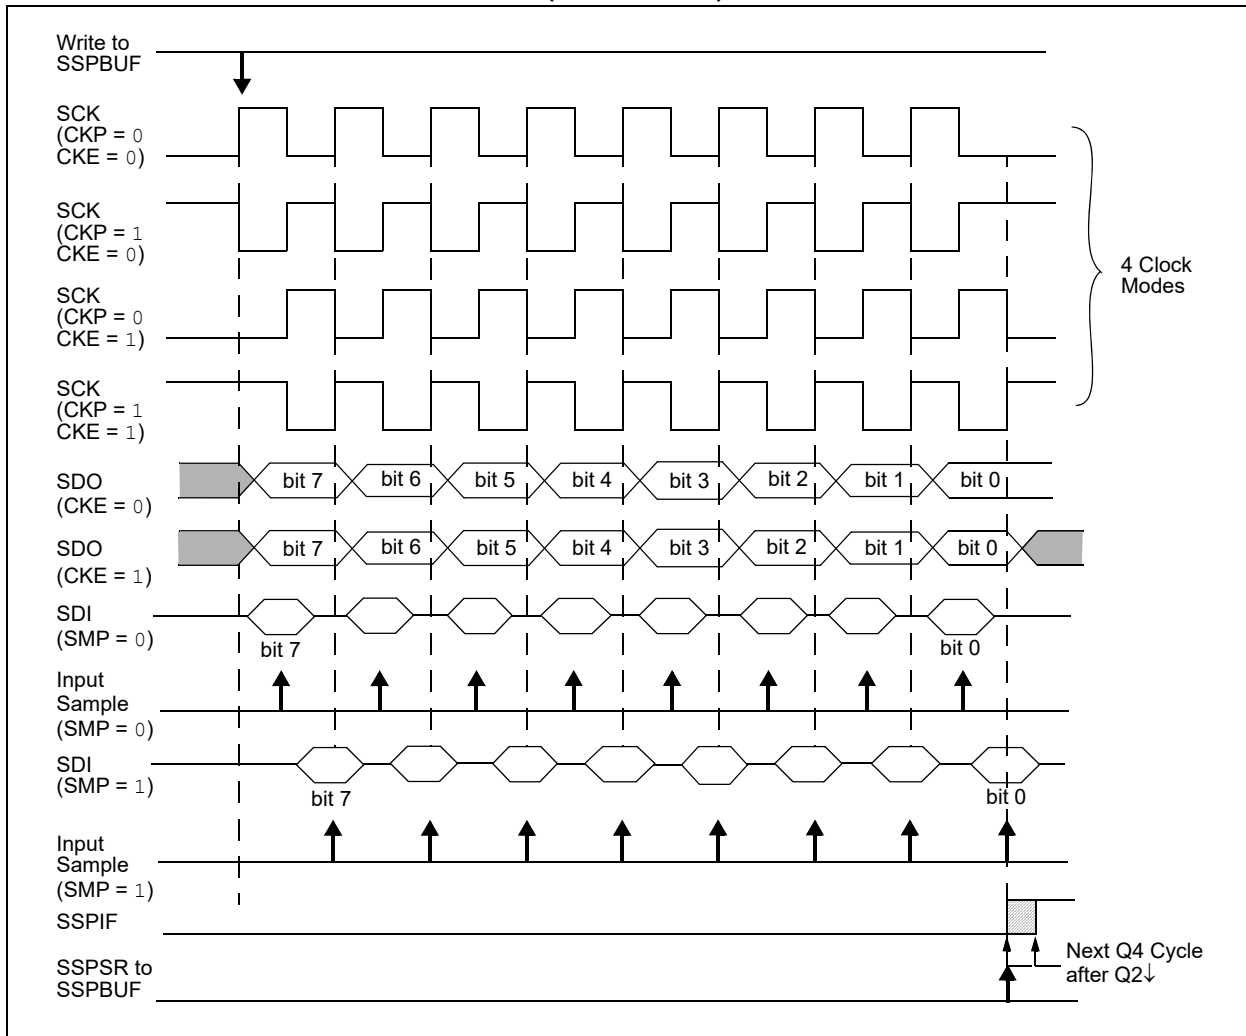 Write to
SSPBUF
SCK
(CKP = 0
CKE = 0)
SCK
(CKP = 1
CKE = 0)
SCK
(CKP = 0
CKE = 1)
SCK
(CKP = 1
CKE = 1)
4 Clock
Modes
SDO
(CKE = 0)
bit 7 bit 6 bit 5 bit 4 bit 3 bit 2 bit 1 bit 0
SDO
(CKE = 1)
bit 7 bit 6 bit 5 bit 4 bit 3 bit 2 bit 1 bit 0
SDI
(SMP = 0)
bit 7 bit 0
Input
Sample
(SMP = 0)
SDI
(SMP = 1)
bit 7 bit 0
Input
Sample
(SMP = 1)
SSPIF
Next Q4 Cycle
after Q2↓
SSPSR to
SSPBUF